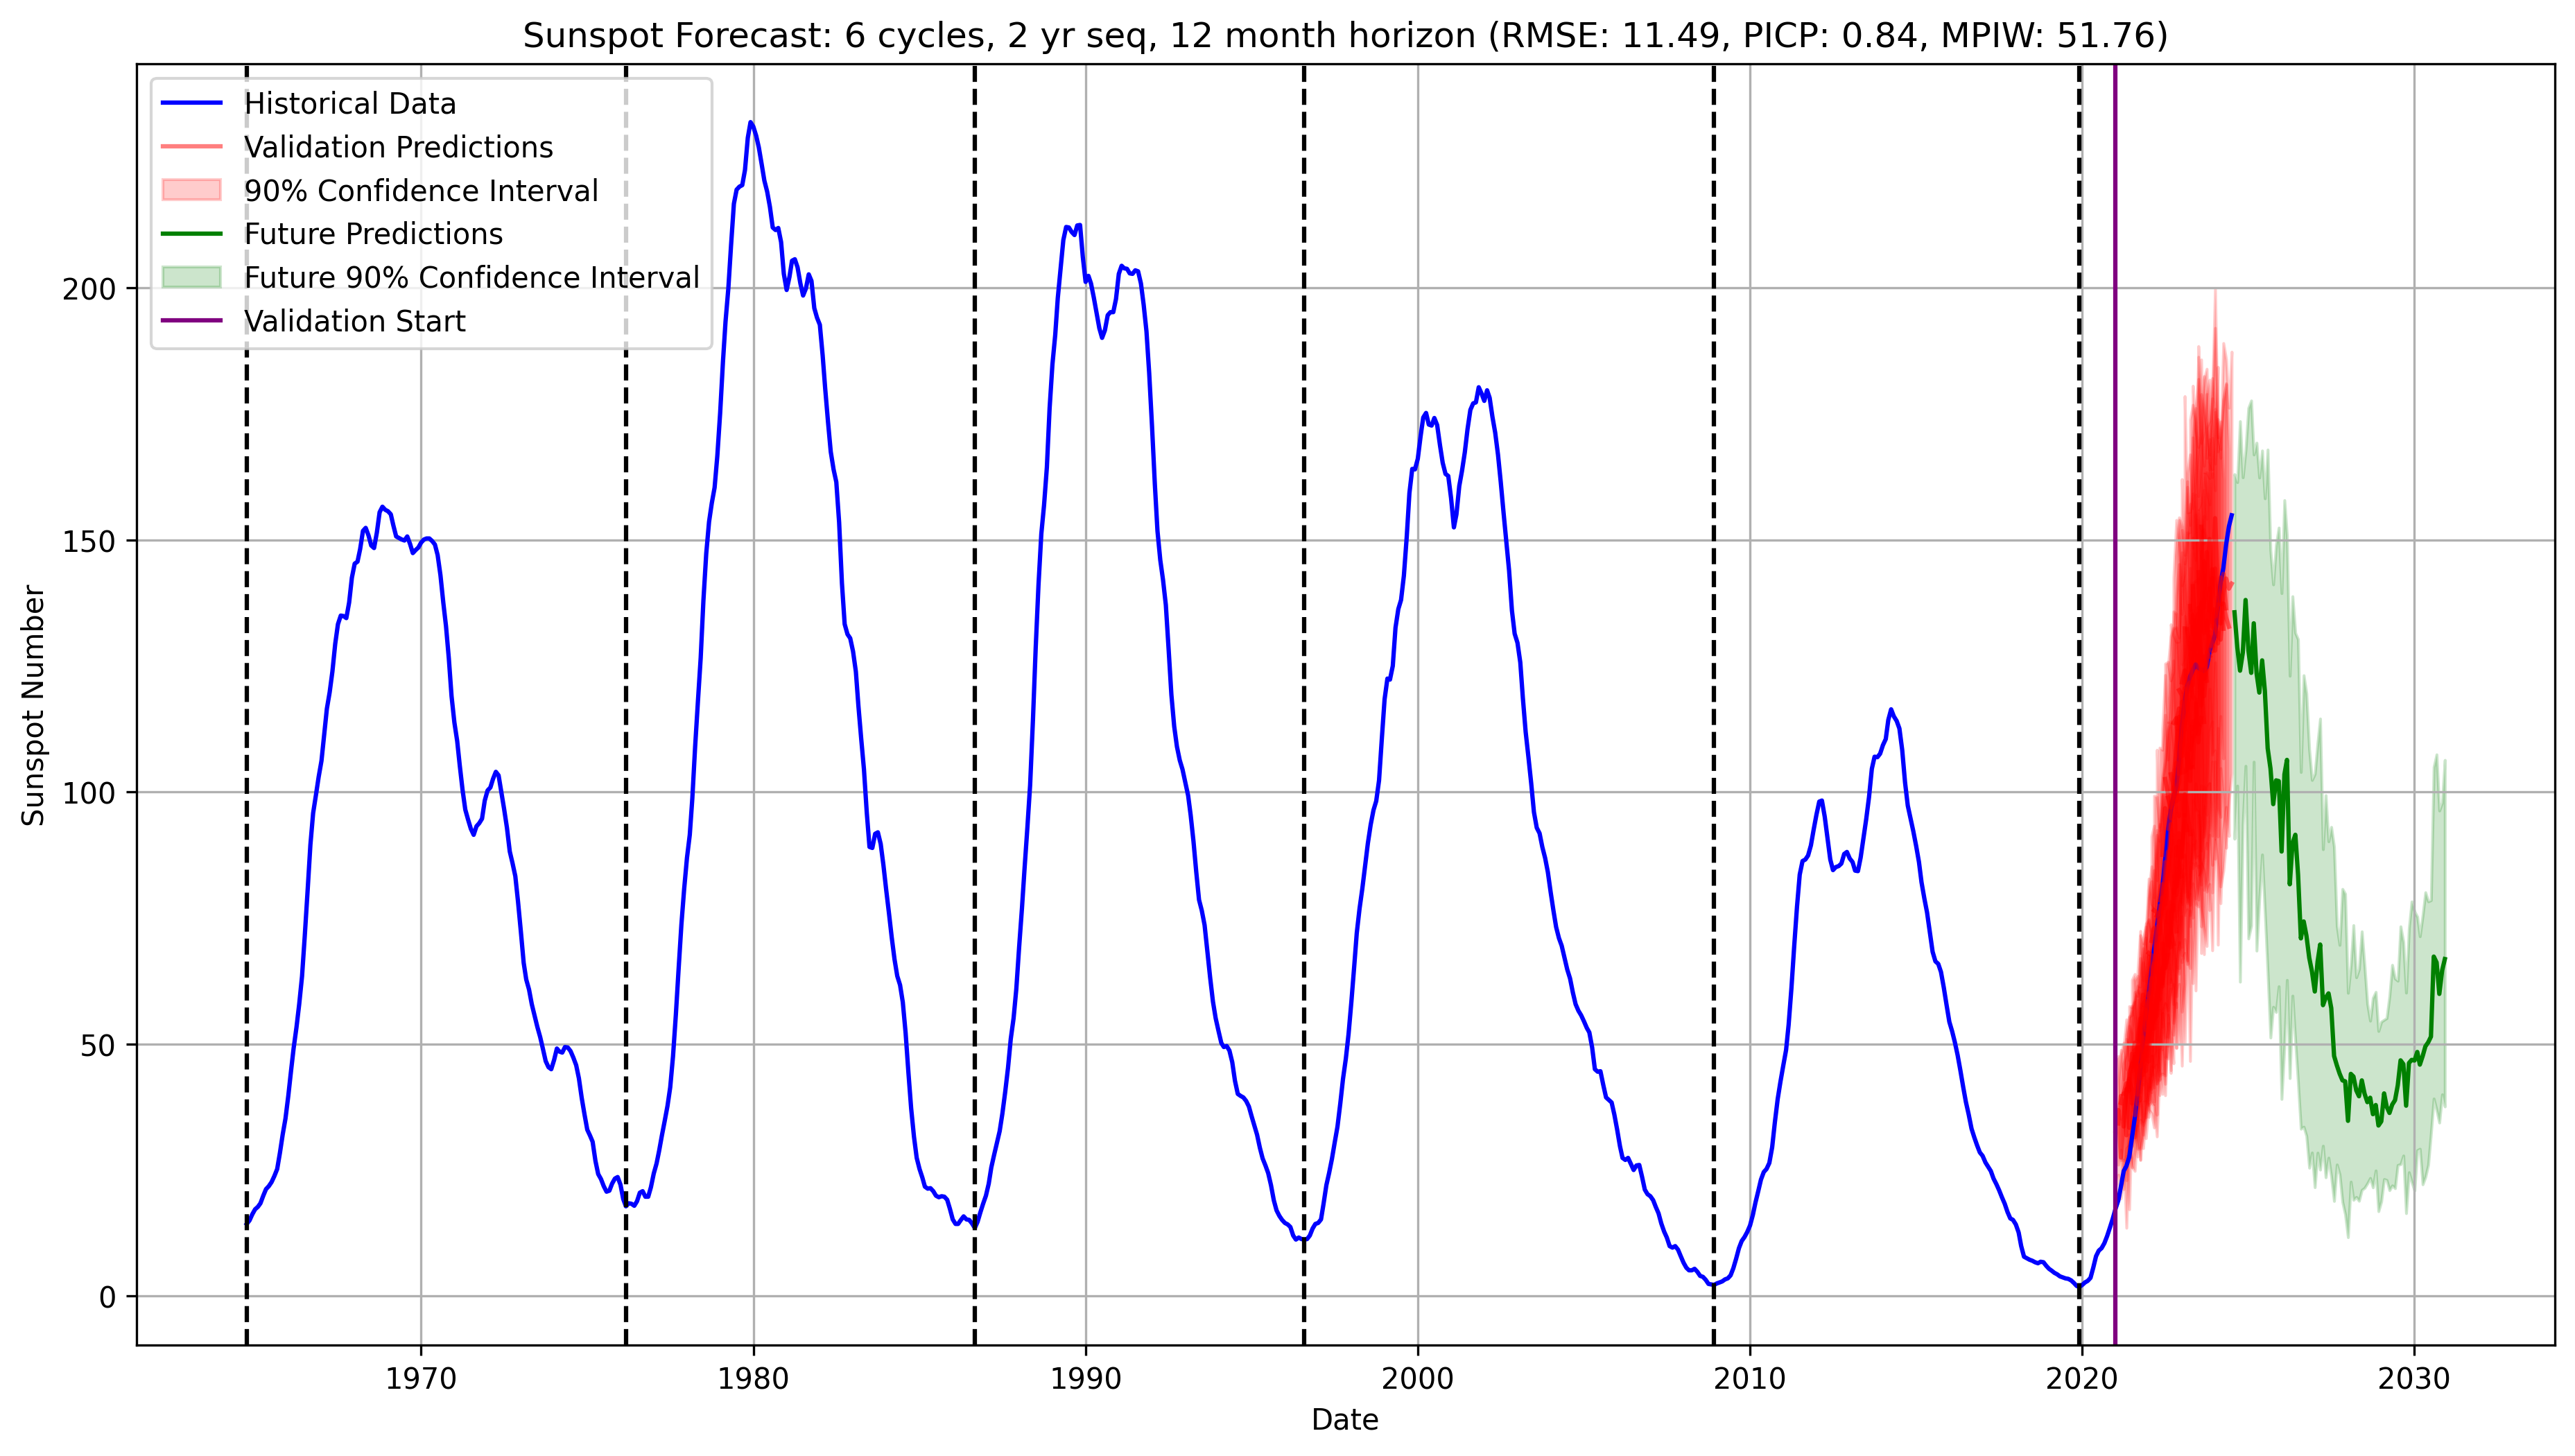 Sunspot Forecast: 6 cycles, 2 yr seq, 12 month horizon (RMSE: 11.49, PICP: 0.84, MPIW: 51.76)
Historical Data
Validation Predictions
90% Confidence Interval
Future Predictions
Future 90% Confidence Interval
Validation Start
Sunspot Number
200
150
100
50
0
1970 1980 1990 2000 2010 2020 2030
Date